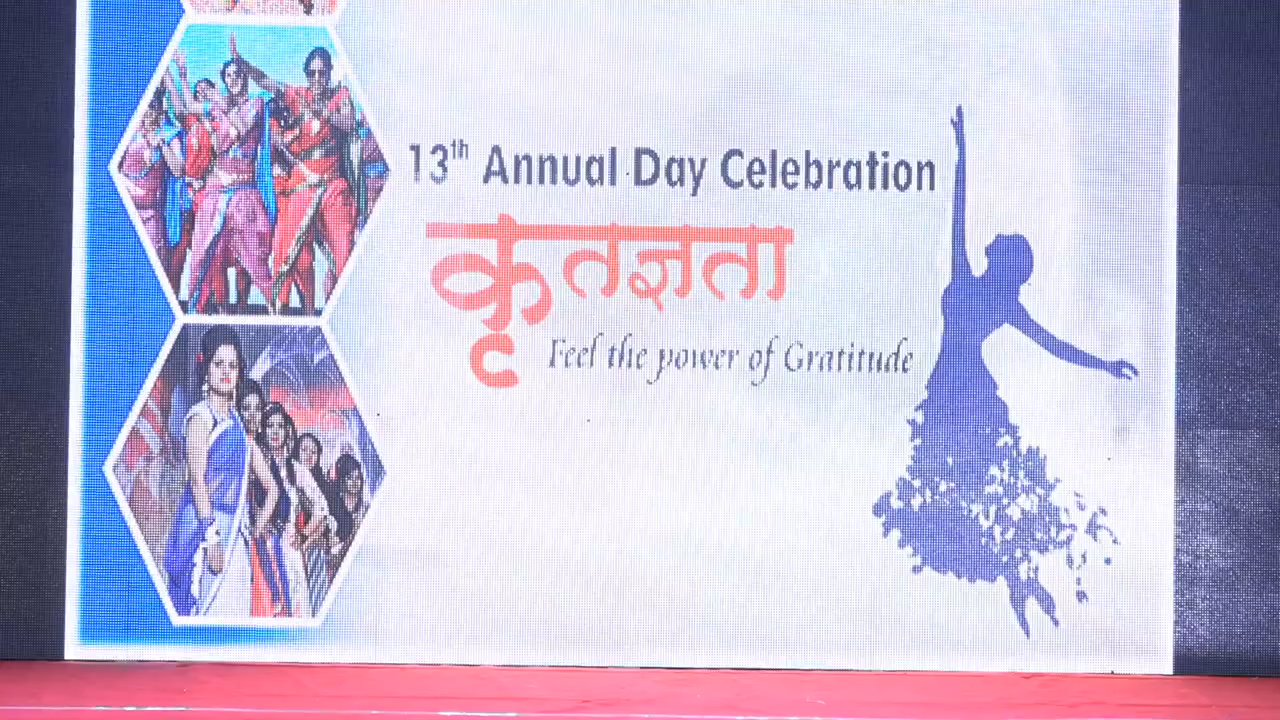 13th Annual Day Celebration
कृतज्ञता
Feel the power of Gratitude